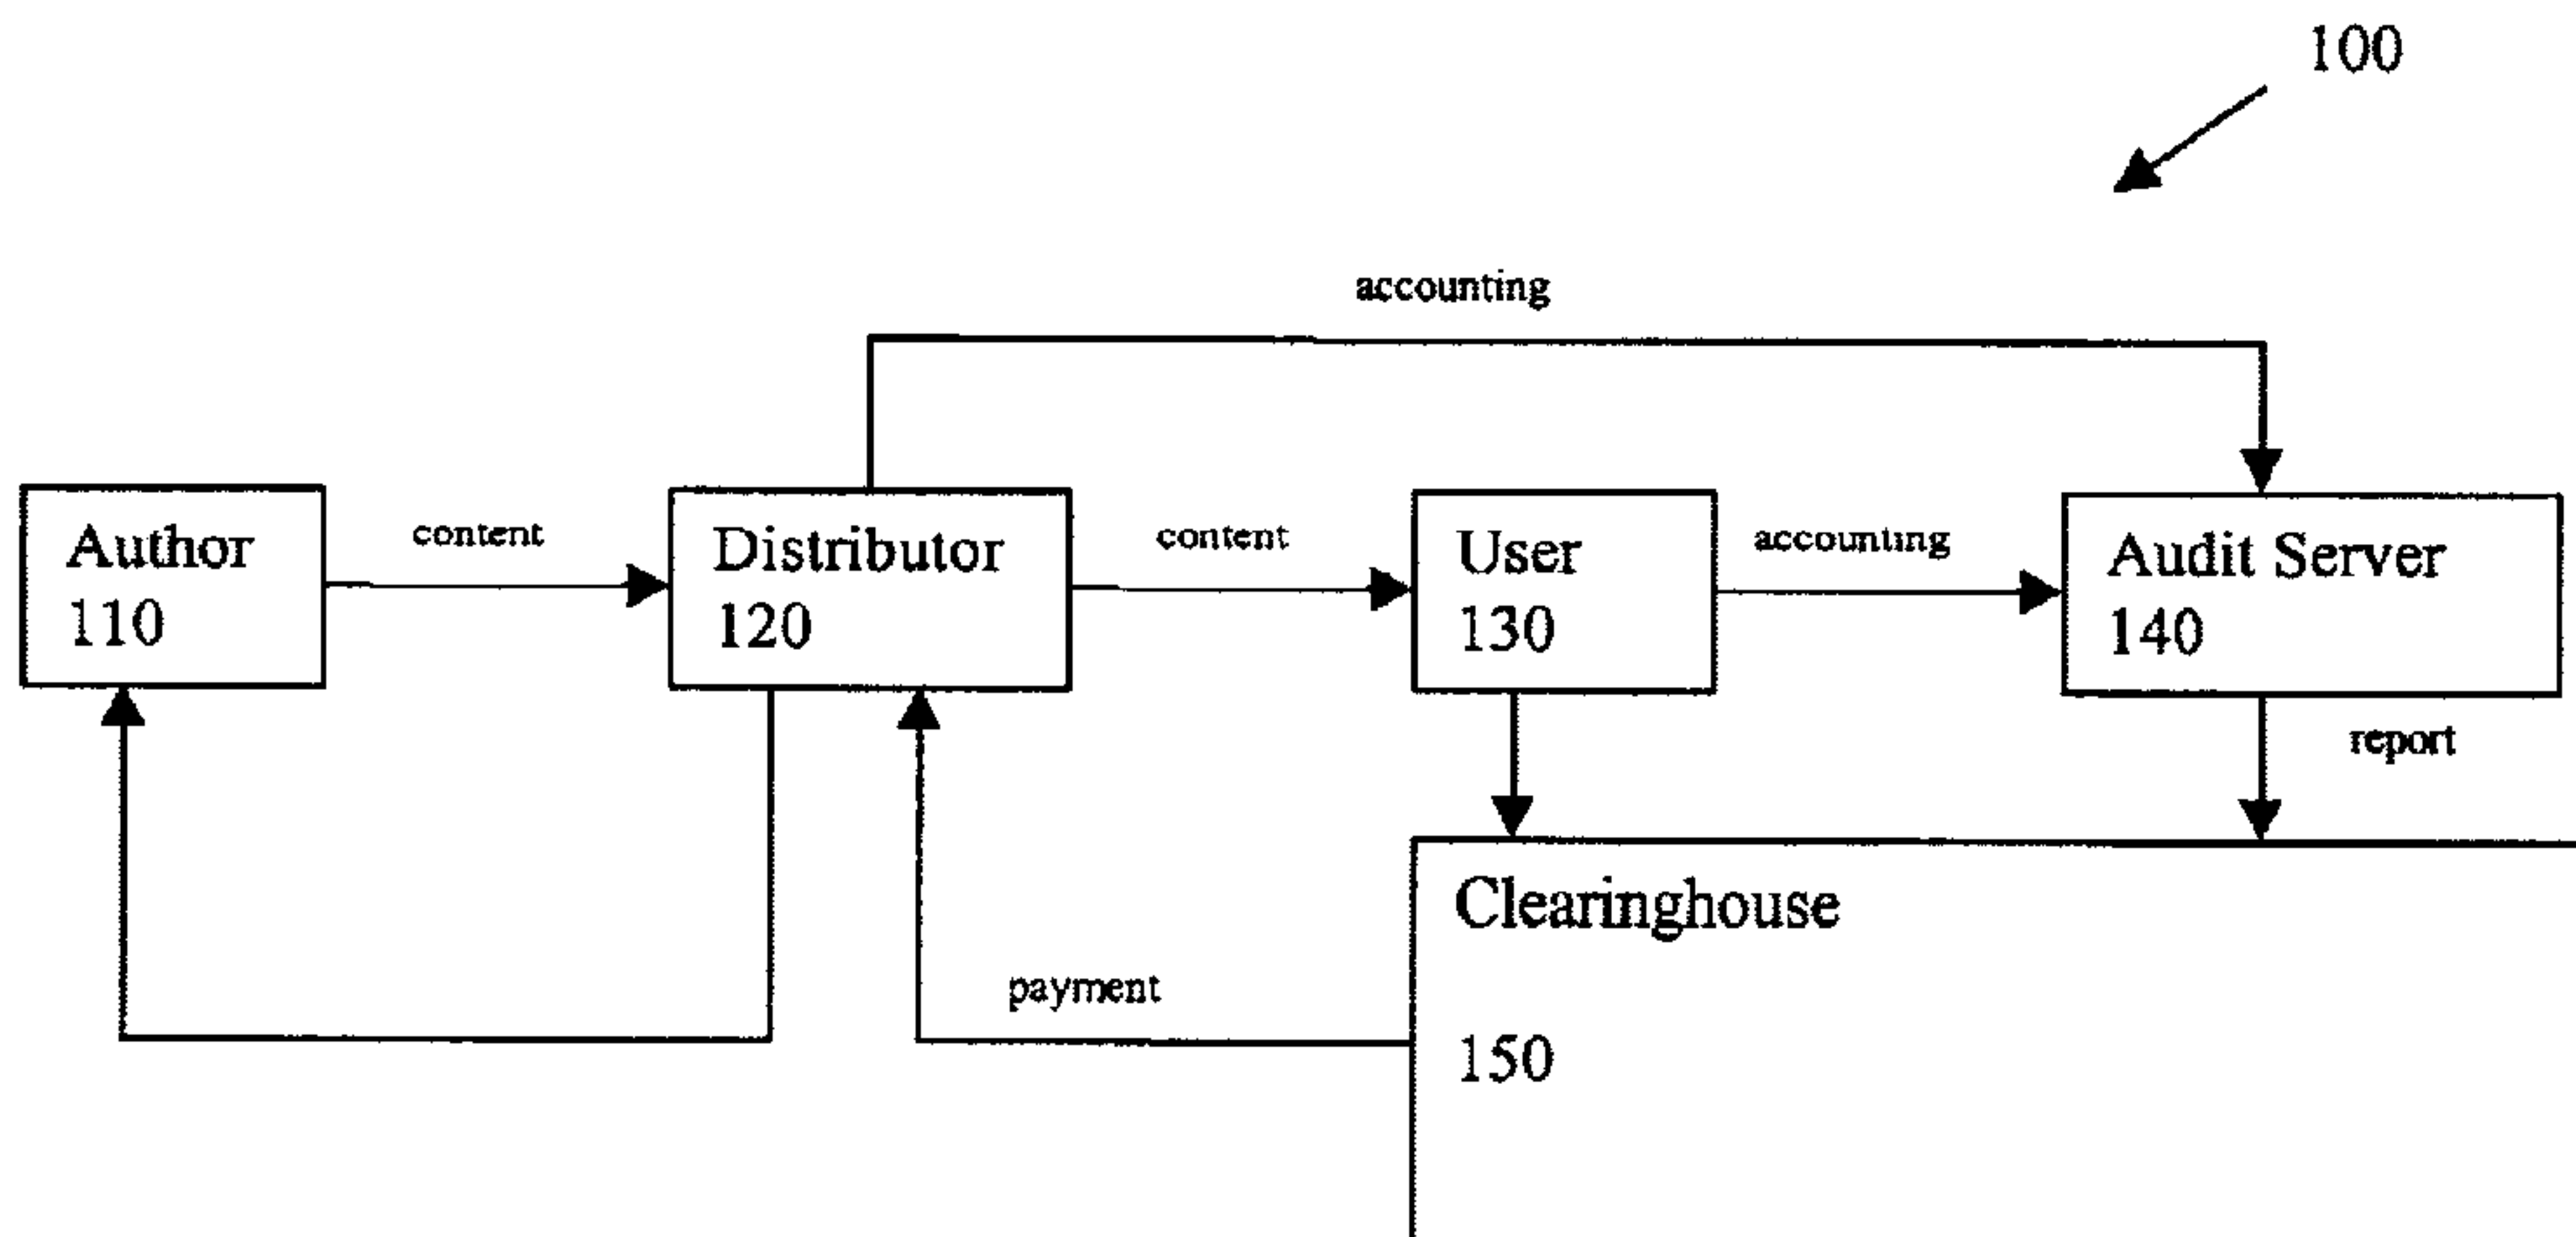 100
accounting
Author
110
content
Distributor
120
content
User
130
accounting
Audit Server
140
report
Clearinghouse
150
payment